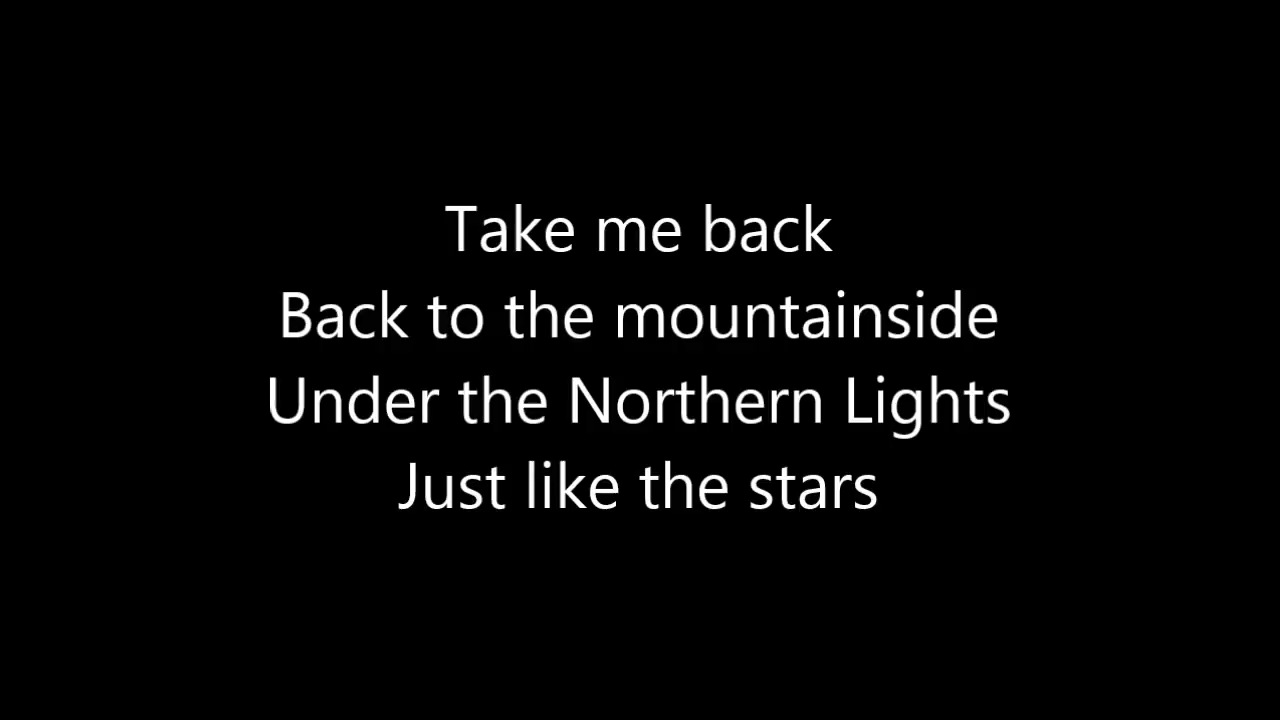 Take me back
Back to the mountainside
Under the Northern Lights
Just like the stars